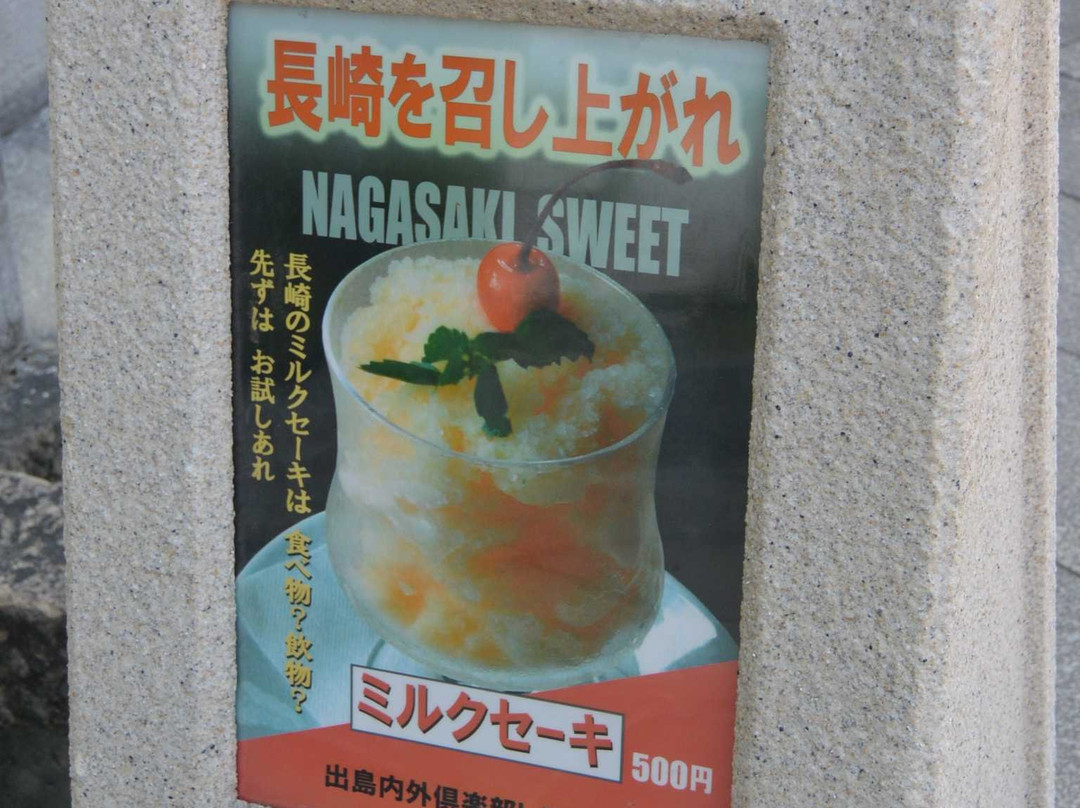 長崎を召し上がれ
NAGASAKI SWEET
長崎のミルクセーキは 食べ物?飲物?
先ずは お試しあれ
ミルクセーキ
500円
出島内外倶楽部